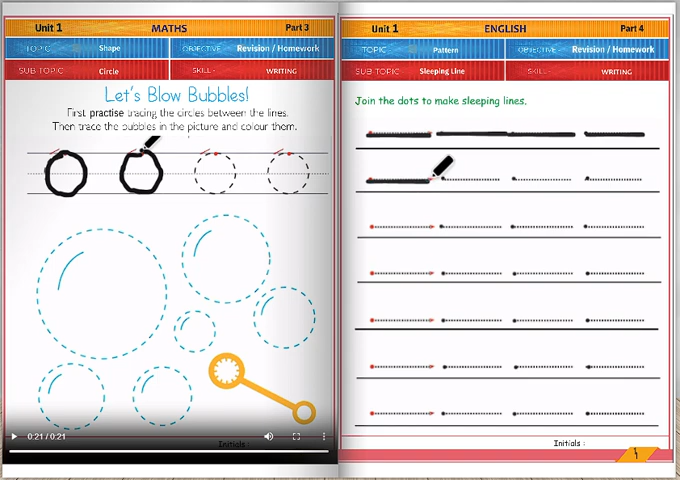 Unit 1 MATHS Part 3
TOPIC - Shape OBJECTIVE - Revision / Homework
SUB TOPIC Circle SKILL - WRITING
Let's Blow Bubbles!
First practise tracing the circles between the lines.
Then trace the bubbles in the picture and colour them.
0:21 / 0:21
Initials :
Unit 1 ENGLISH Part 4
TOPIC - Pattern OBJECTIVE - Revision / Homework
SUB TOPIC Sleeping Line SKILL - WRITING
Join the dots to make sleeping lines.
Initials :